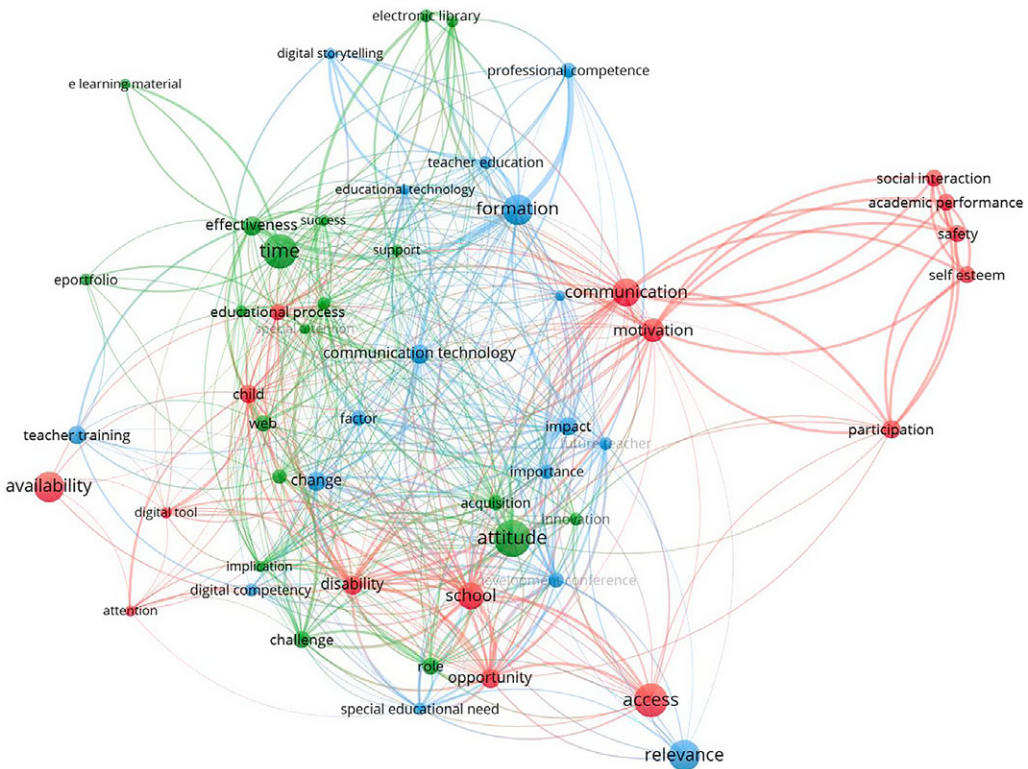 electronic library
digital storytelling
professional competence
e learning material
teacher education
social interaction
educational technology
academic performance
formation
effectiveness
success
safety
time
support
self esteem
eportfolio
communication
educational process
special attention
motivation
communication technology
child
factor
web
impact
participation
teacher training
future teacher
importance
change
availability
acquisition
digital tool
innovation
attitude
implication
development conference
disability
digital competency
school
attention
challenge
role
opportunity
access
special educational need
relevance